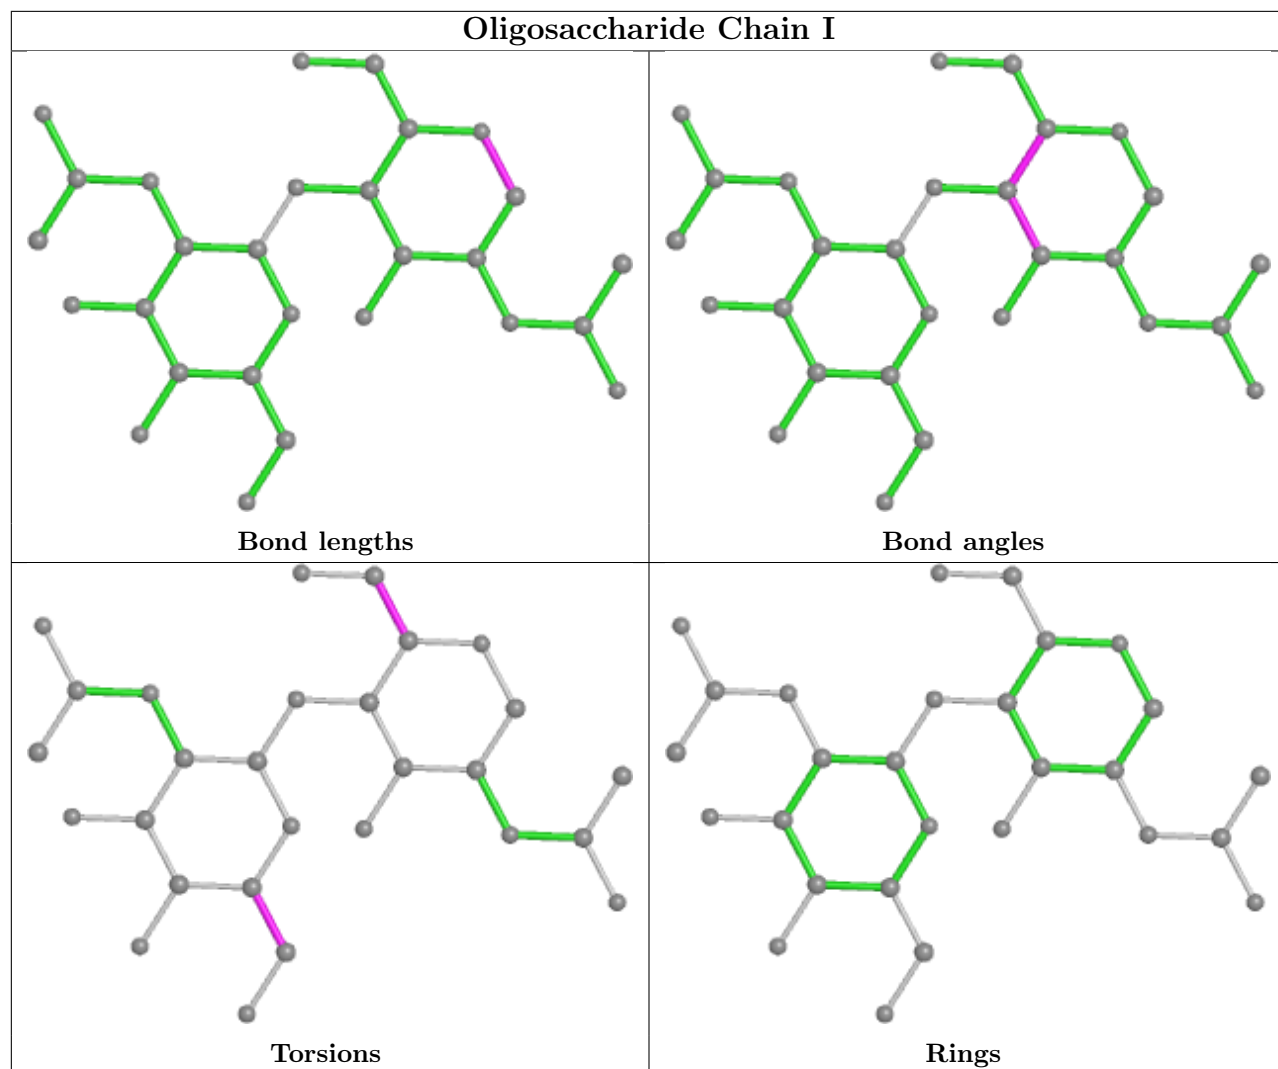 Oligosaccharide Chain I
Bond lengths
Bond angles
Torsions
Rings